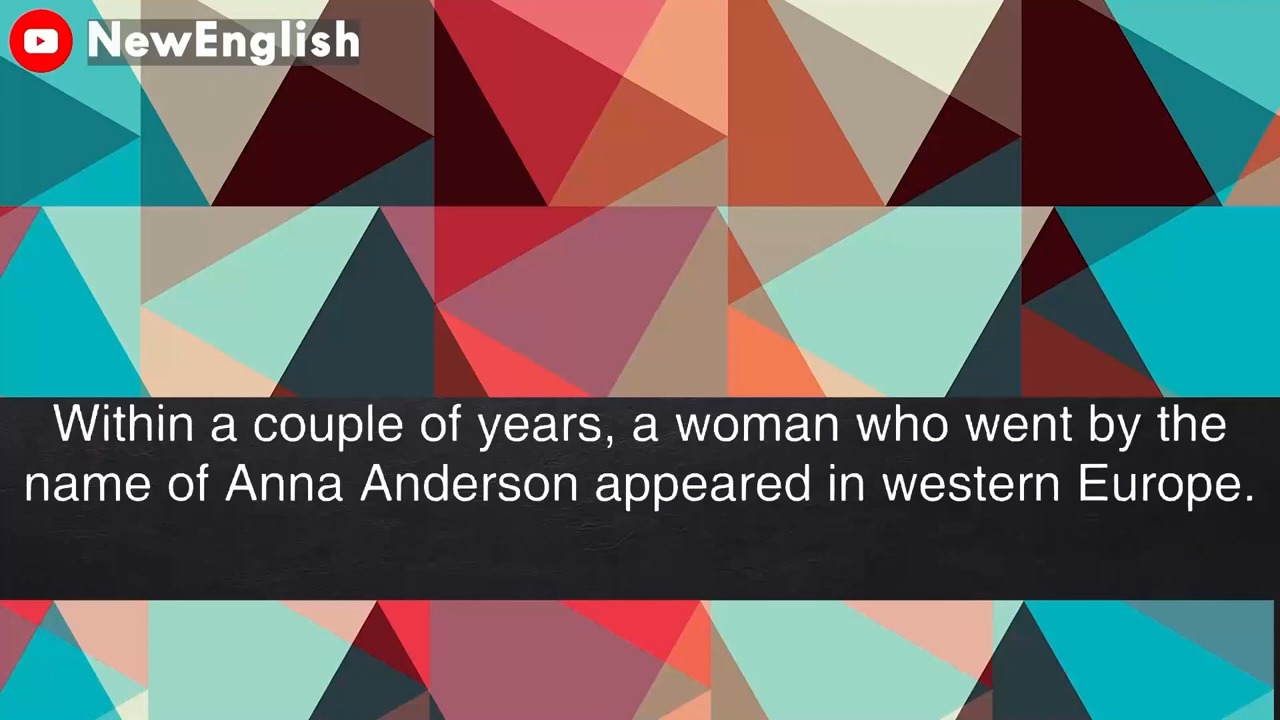 NewEnglish
Within a couple of years, a woman who went by the
name of Anna Anderson appeared in western Europe.